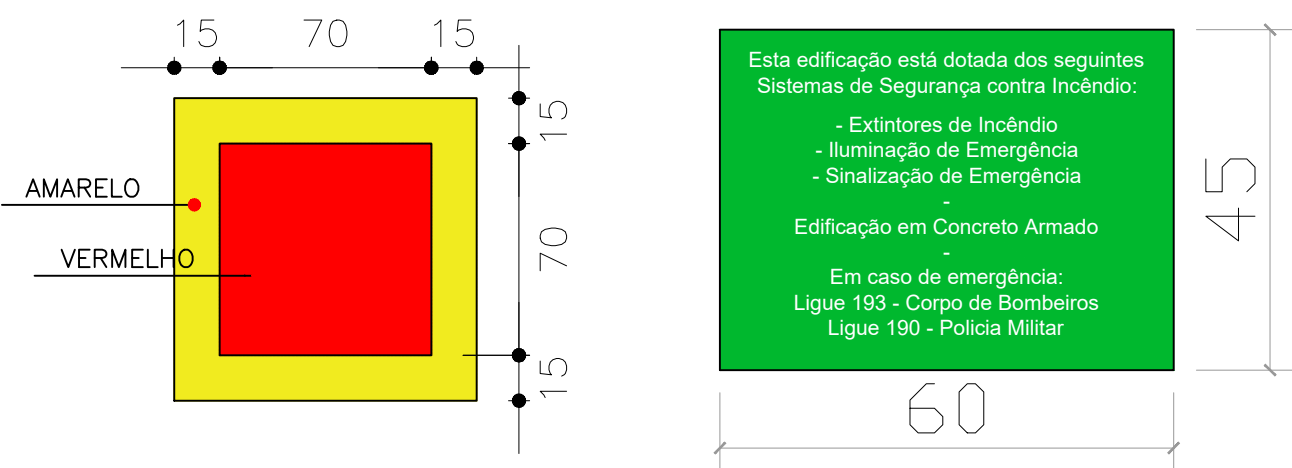 15 70 15
15
AMARELO
VERMELHO
70
15
Esta edificação está dotada dos seguintes
Sistemas de Segurança contra Incêndio:
- Extintores de Incêndio
- Iluminação de Emergência
- Sinalização de Emergência
-
Edificação em Concreto Armado
-
Em caso de emergência:
Ligue 193 - Corpo de Bombeiros
Ligue 190 - Policia Militar
45
60